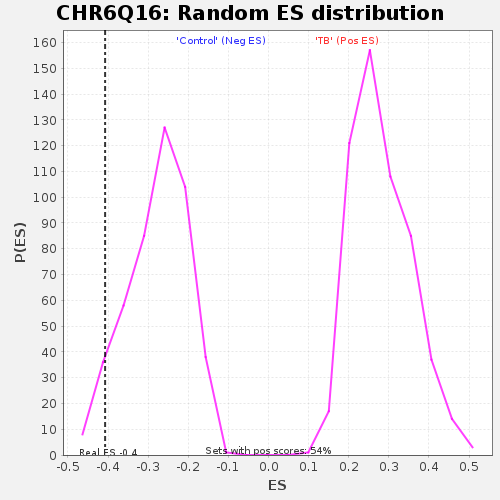 CHR6Q16: Random ES distribution
'Control' (Neg ES) 'TB' (Pos ES)
160
150
140
130
120
110
100
90
80
70
60
50
40
30
20
10
0
P(ES)
Real ES -0.4 Sets with pos scores: 54%
-0.5 -0.4 -0.3 -0.2 -0.1 0.0 0.1 0.2 0.3 0.4 0.5
ES